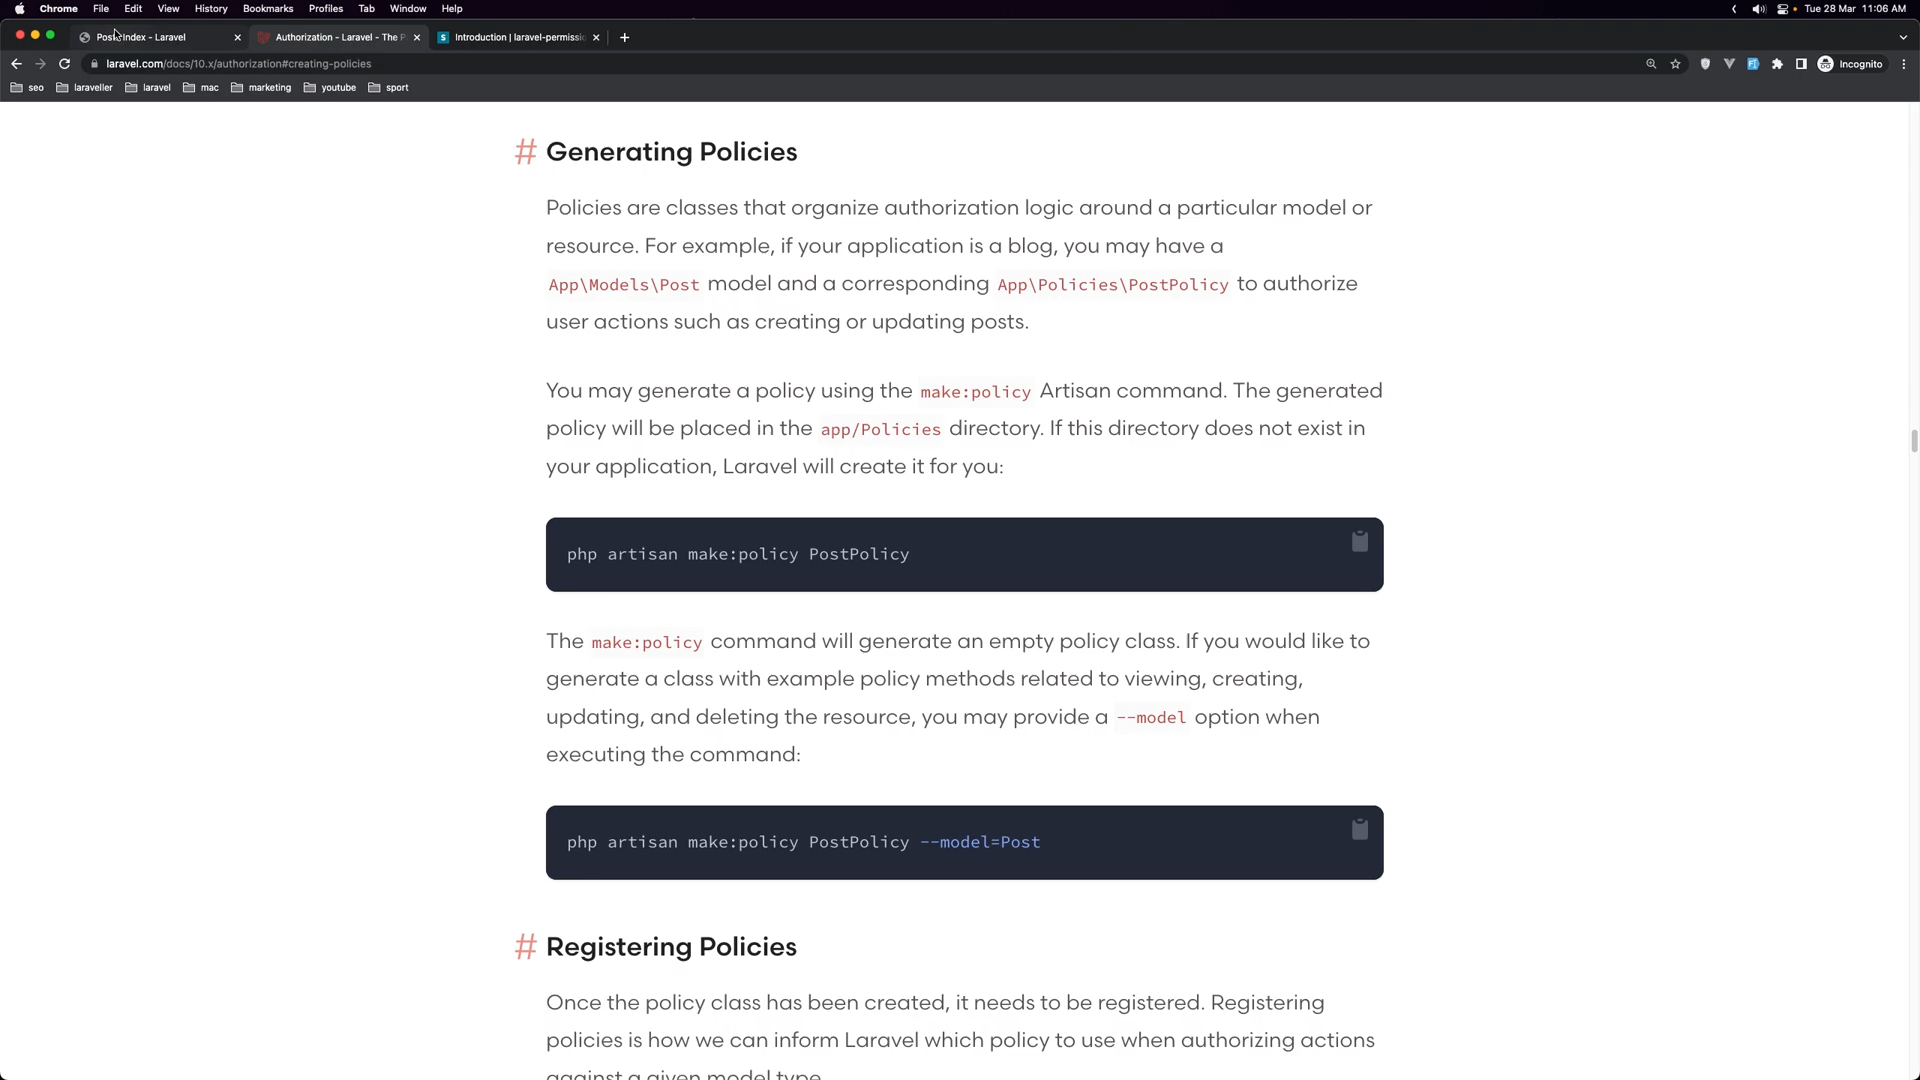 Chrome File Edit View History Bookmarks Profiles Tab Window Help Tue 28 Mar 11:06 AM
Post Index - Laravel Authorization - Laravel - The P Introduction | laravel-permissi
laravel.com/docs/10.x/authorization#creating-policies Incognito
seo laraveller laravel mac marketing youtube sport
# Generating Policies
Policies are classes that organize authorization logic around a particular model or
resource. For example, if your application is a blog, you may have a
App\Models\Post model and a corresponding App\Policies\PostPolicy to authorize
user actions such as creating or updating posts.
You may generate a policy using the make:policy Artisan command. The generated
policy will be placed in the app/Policies directory. If this directory does not exist in
your application, Laravel will create it for you:
php artisan make:policy PostPolicy
The make:policy command will generate an empty policy class. If you would like to
generate a class with example policy methods related to viewing, creating,
updating, and deleting the resource, you may provide a --model option when
executing the command:
php artisan make:policy PostPolicy --model=Post
# Registering Policies
Once the policy class has been created, it needs to be registered. Registering
policies is how we can inform Laravel which policy to use when authorizing actions
against a given model type.